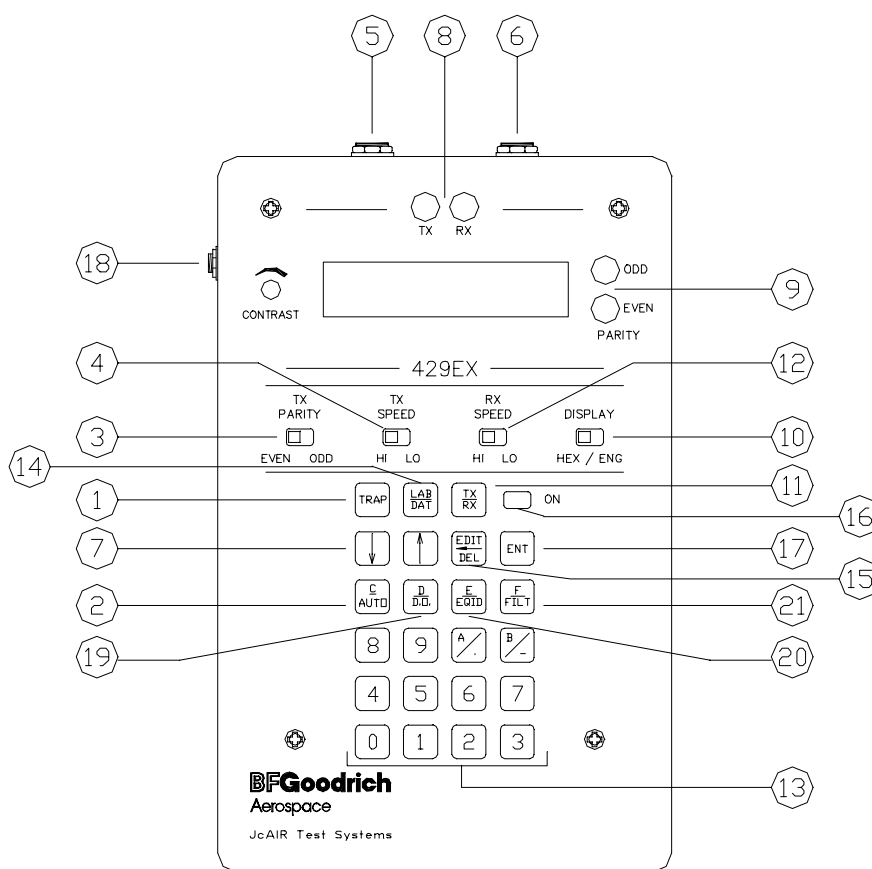 5 8 6
TX RX
18
ODD
9
CONTRAST
EVEN
PARITY
4
429EX
12
TX PARITY
TX SPEED
RX SPEED
DISPLAY
3
10
EVEN ODD
HI LO
HI LO
HEX / ENG
14
1
TRAP
LAB DAT
TX RX
ON
11
16
7
↓
↑
EDIT ← DEL
ENT
17
15
2
C AUTO
D D.O.
E EQID
F FILT
21
19
8
9
A .
B -
20
4
5
6
7
0
1
2
3
13
BFGoodrich
Aerospace
JcAIR Test Systems